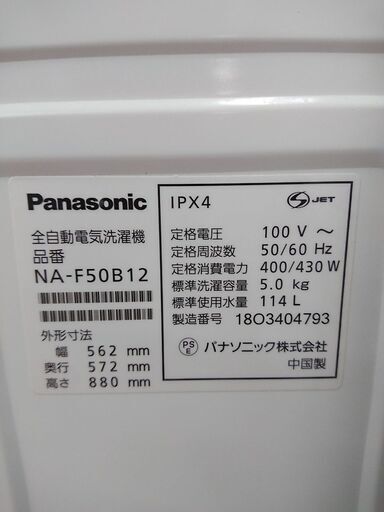 Panasonic
全自動電気洗濯機
品番
NA-F50B12
外形寸法
幅 562 mm
奥行 572 mm
高さ 880 mm
IPX4
S JET
定格電圧 100 V ～
定格周波数 50/60 Hz
定格消費電力 400/430 W
標準洗濯容量 5.0 kg
標準使用水量 114 L
製造番号 18O3404793
PS E パナソニック株式会社
中国製